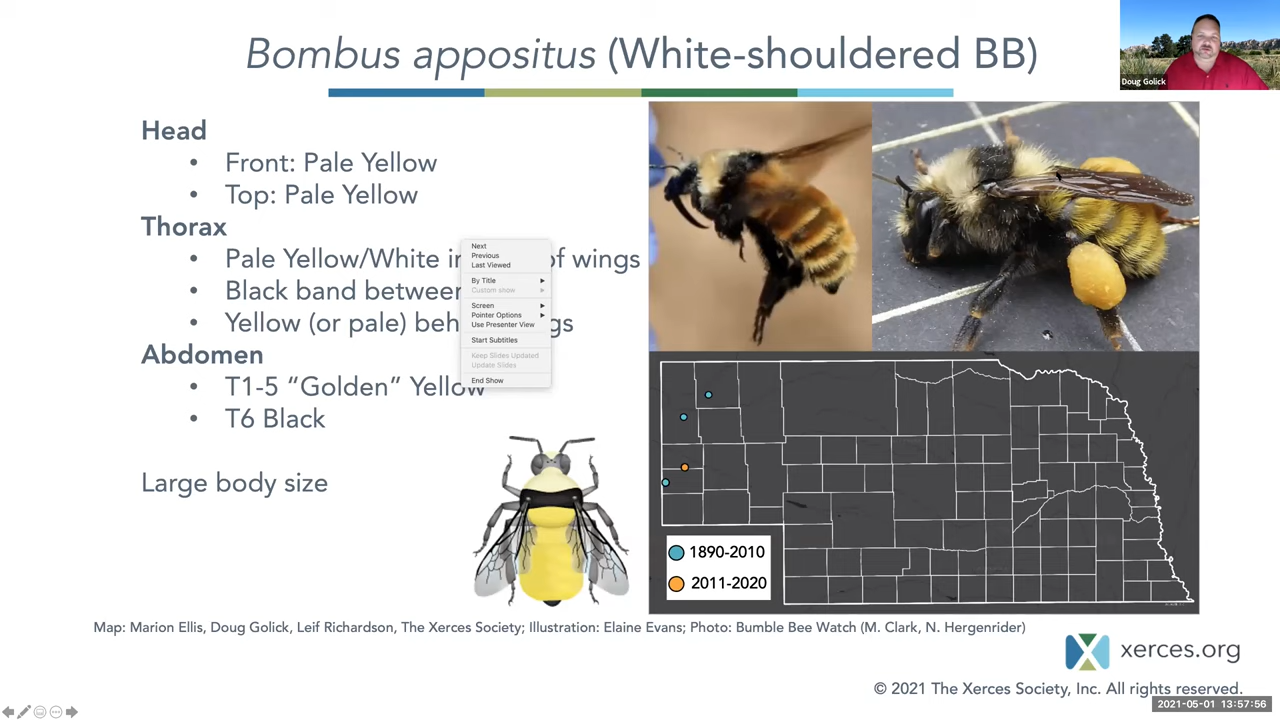 Bombus appositus (White-shouldered BB)
Doug Golick
Head
• Front: Pale Yellow
• Top: Pale Yellow
Thorax
• Pale Yellow/White of wings
• Black band between
• Yellow (or pale)
Abdomen
• T1-5 “Golden” Yellow
• T6 Black
Large body size
Next
Previous
Last Viewed
By Title
Custom show
Screen
Pointer Options
Use Presenter View
Start Subtitles
Keep Slides Updated
Update Slides
End Show
1890-2010
2011-2020
Map: Marion Ellis, Doug Golick, Leif Richardson, The Xerces Society; Illustration: Elaine Evans; Photo: Bumble Bee Watch (M. Clark, N. Hergenrider)
xerces.org
© 2021 The Xerces Society, Inc. All rights reserved.
2021-05-01 13:57:56